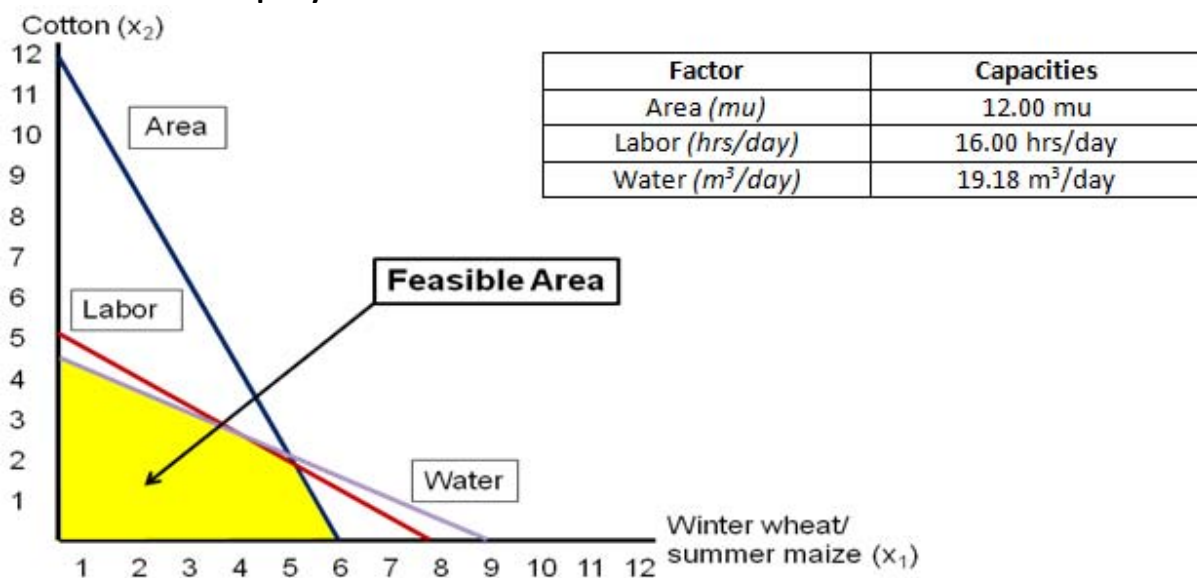 Cotton (x₂)
12
11
10
9
8
7
6
5
4
3
2
1
Area
Labor
Feasible Area
Water
Winter wheat/
summer maize (x₁)
1 2 3 4 5 6 7 8 9 10 11 12
Factor Capacities
Area (mu) 12.00 mu
Labor (hrs/day) 16.00 hrs/day
Water (m³/day) 19.18 m³/day